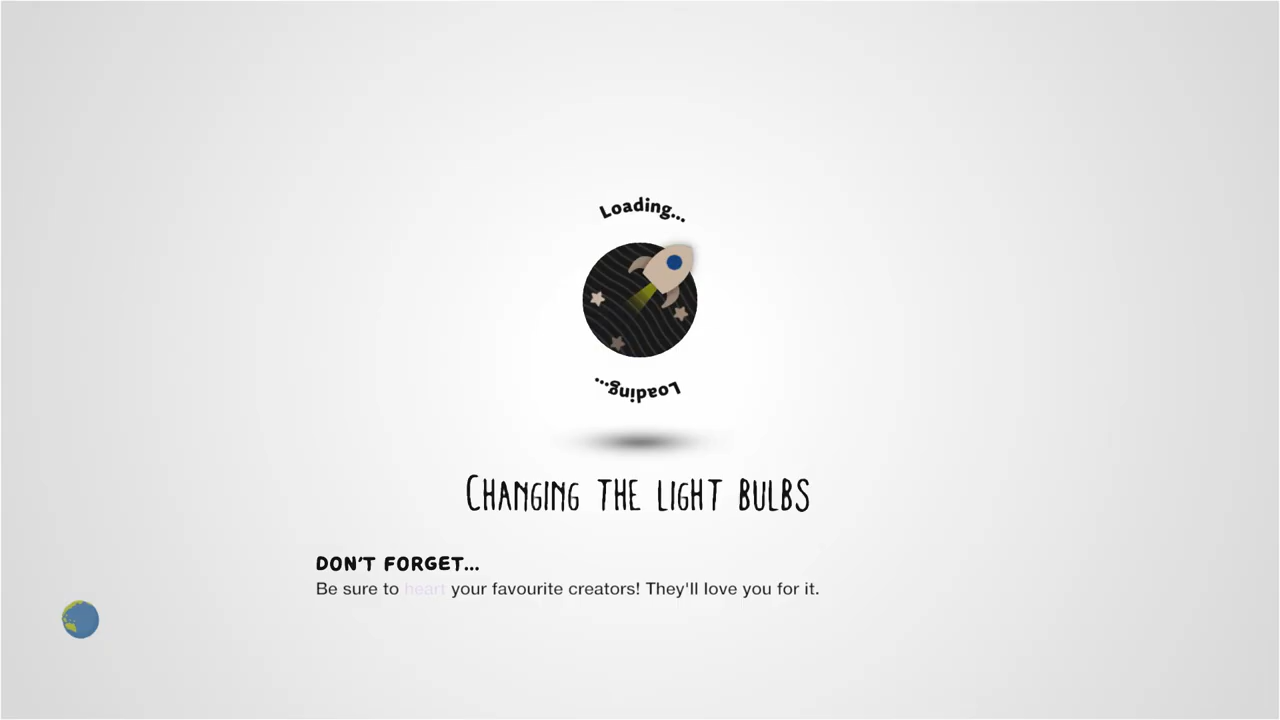 Loading...
Loading...
Changing the light bulbs
DON'T FORGET...
Be sure to heart your favourite creators! They'll love you for it.